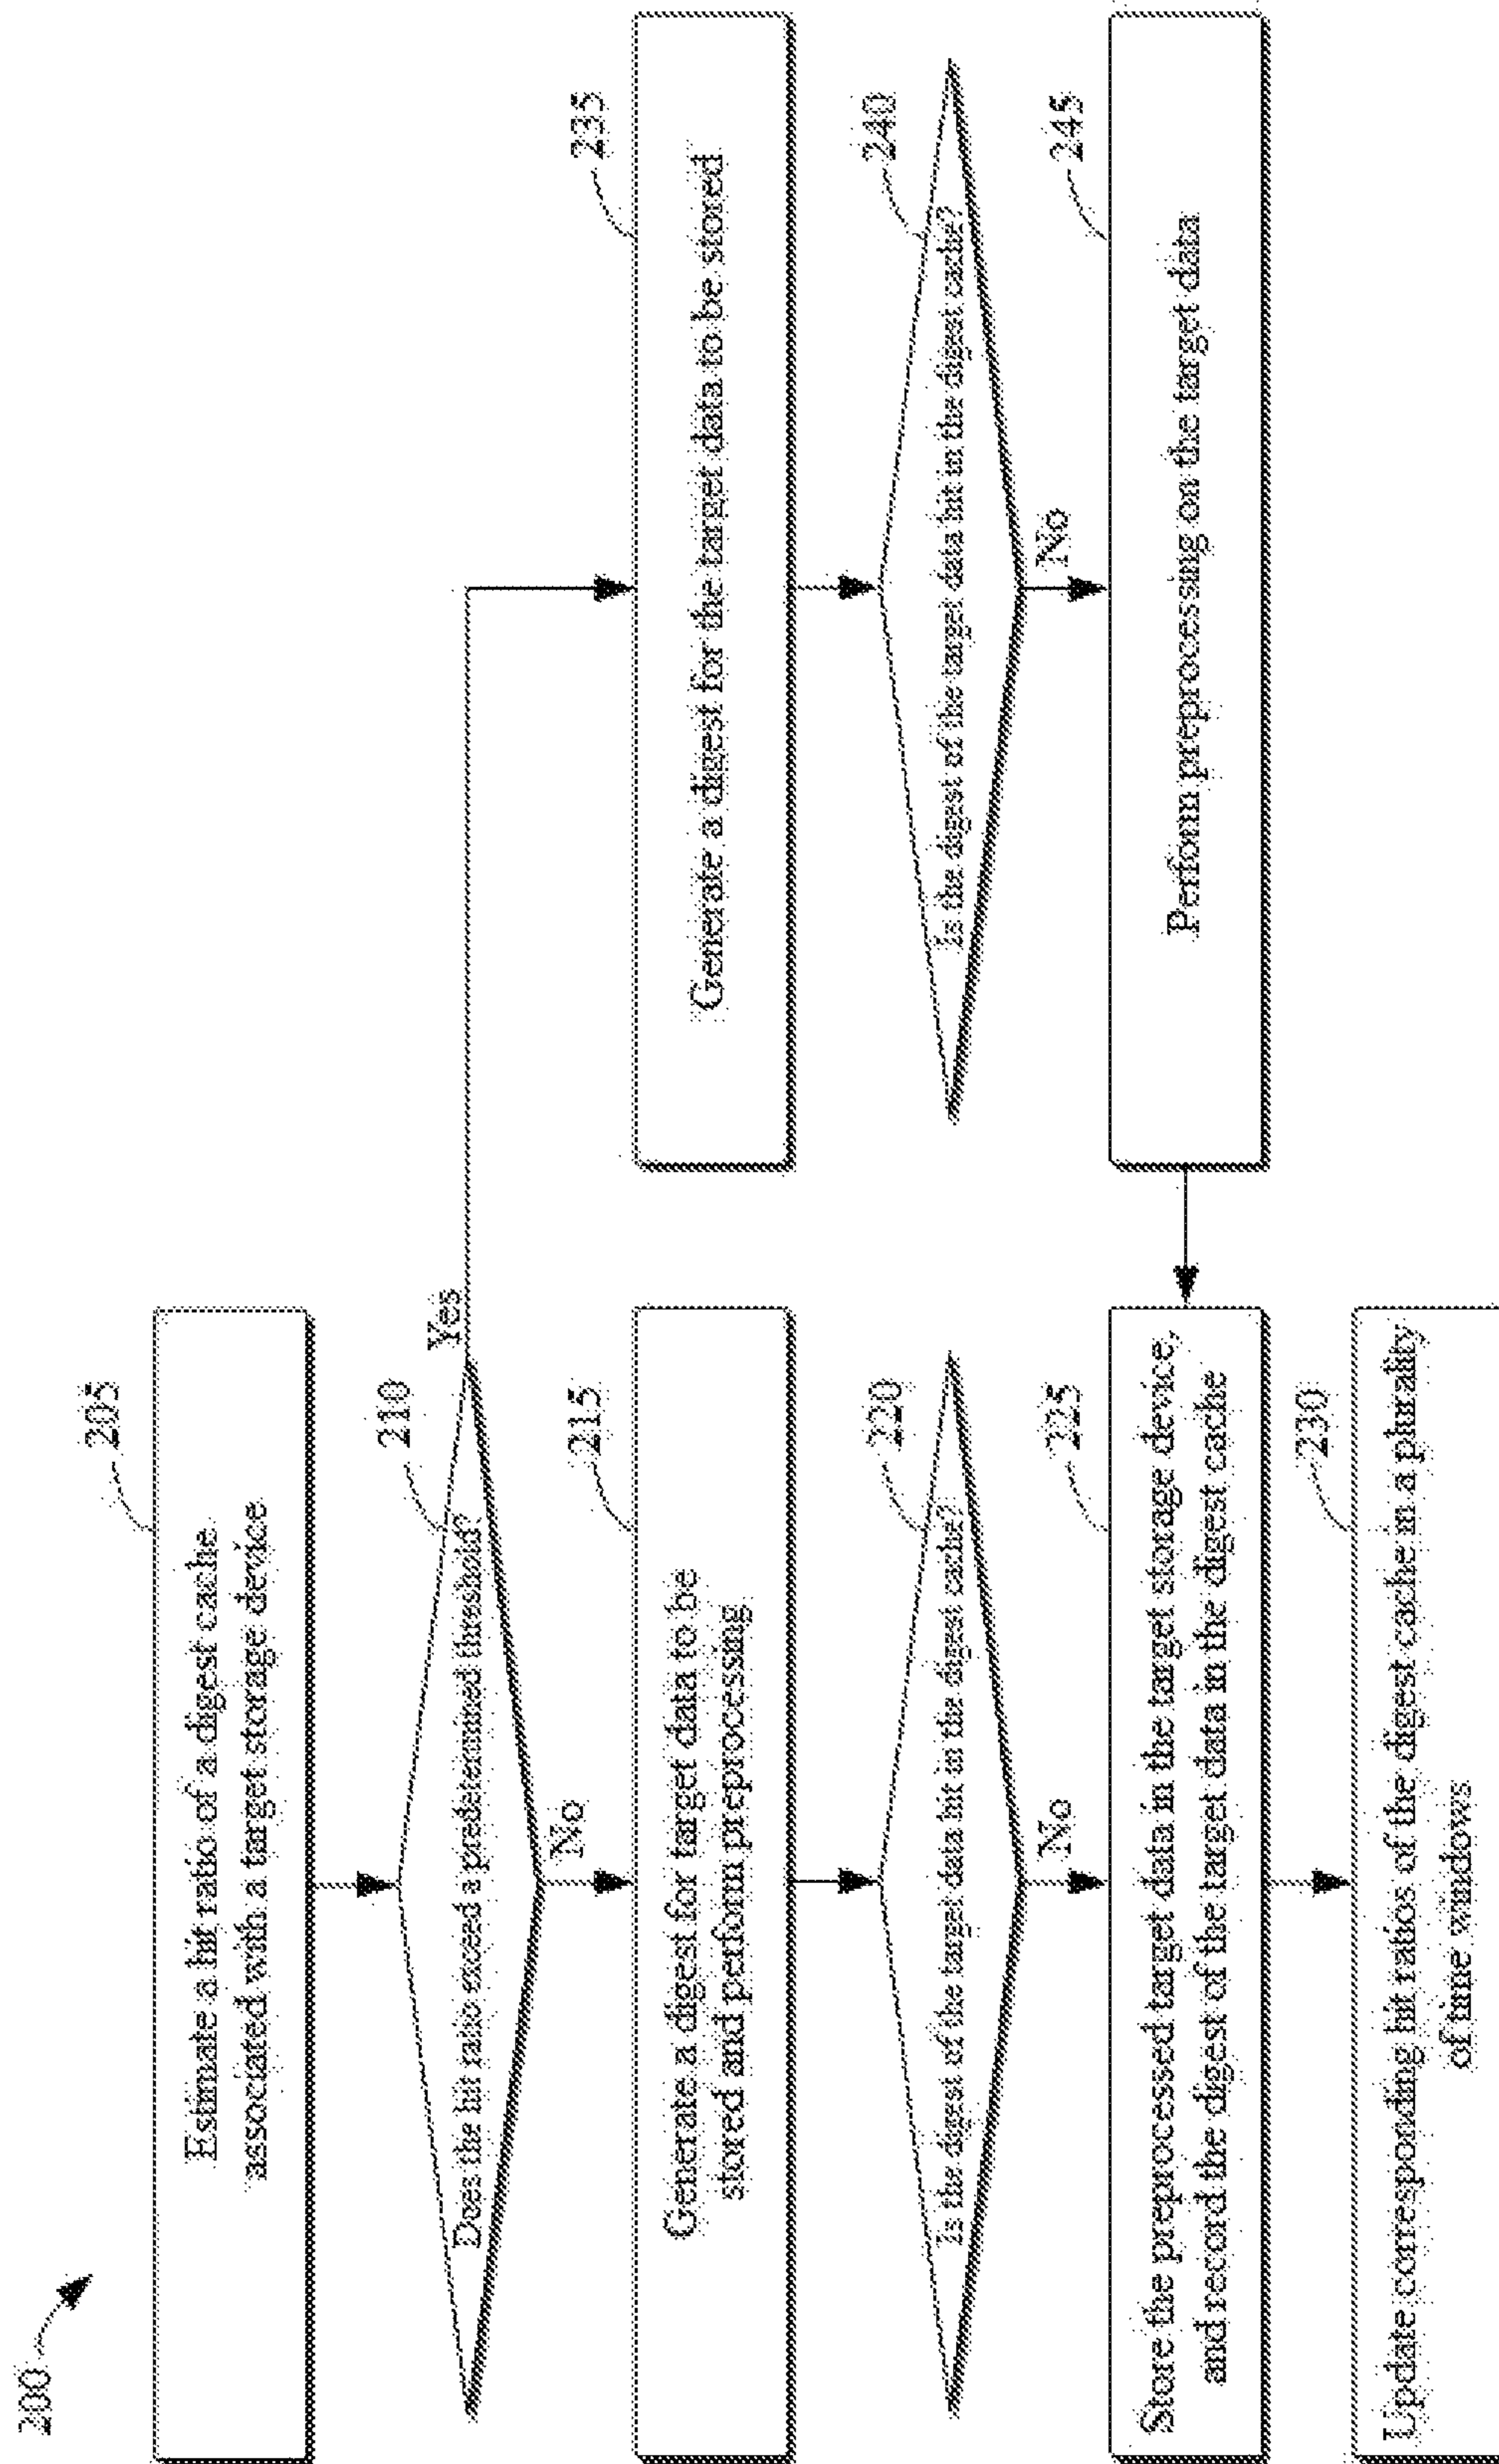 200
205
Estimate a hit ratio of a digest cache
associated with a target storage device
210
Does the hit ratio exceed a predetermined threshold?
Yes
No
215
Generate a digest for target data to be
stored and perform preprocessing
220
Is the digest of the target data hit in the digest cache?
No
225
Store the preprocessed target data in the target storage device,
and record the digest of the target data in the digest cache
230
Update corresponding hit ratios of the digest cache in a plurality
of time windows
235
Generate a digest for the target data to be stored
240
Is the digest of the target data hit in the digest cache?
No
245
Perform preprocessing on the target data